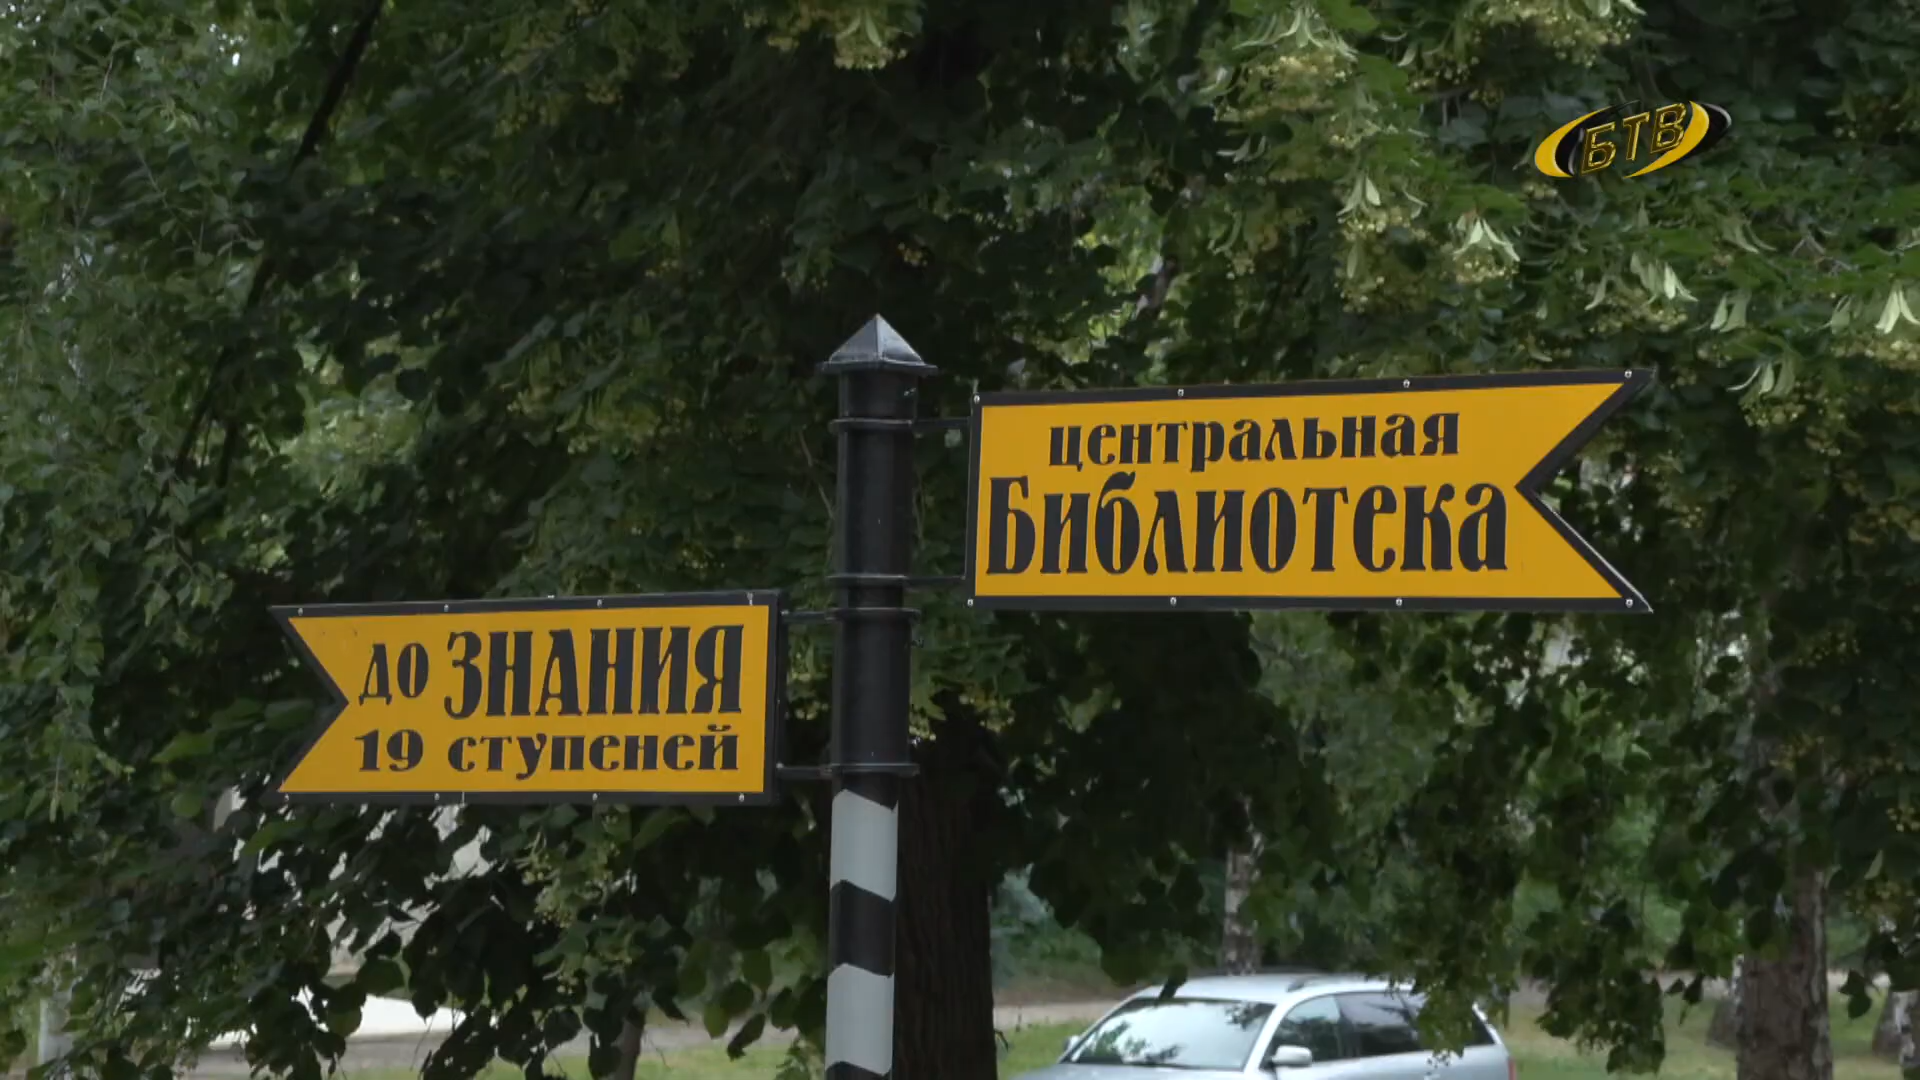 БТВ
центральная
Библиотека
до ЗНАНИЯ
19 ступеней